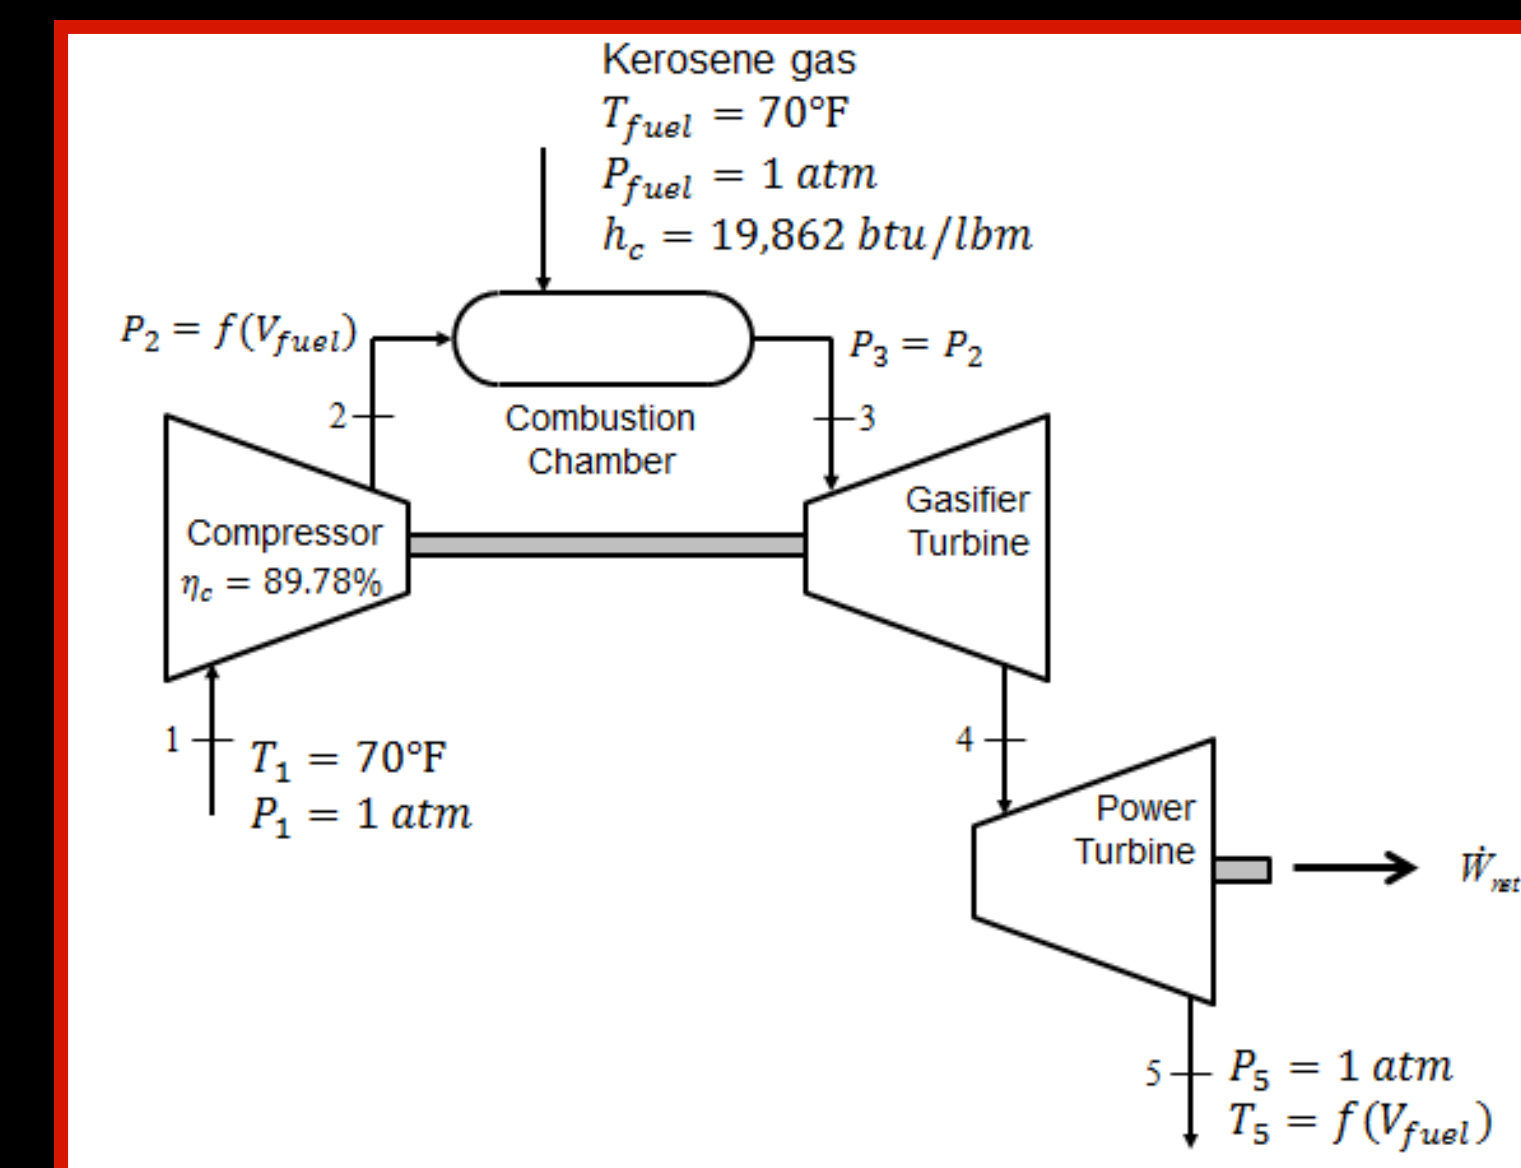 Kerosene gas
T_fuel = 70°F
P_fuel = 1 atm
h_c = 19,862 btu/lbm
P_2 = f(V_fuel)
P_3 = P_2
2
3
Combustion
Chamber
Gasifier
Turbine
Compressor
η_c = 89.78%
1
T_1 = 70°F
P_1 = 1 atm
4
Power
Turbine
Ẇ_net
5
P_5 = 1 atm
T_5 = f(V_fuel)